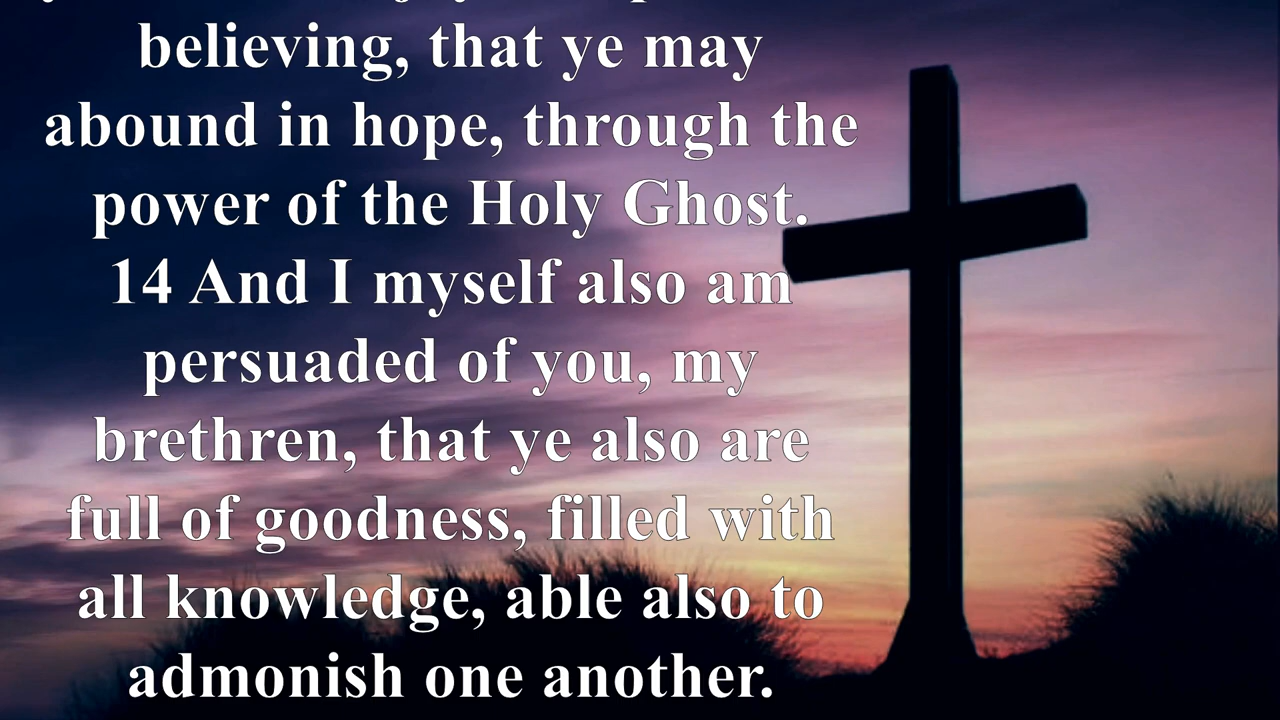 believing, that ye may
abound in hope, through the
power of the Holy Ghost.
14 And I myself also am
persuaded of you, my
brethren, that ye also are
full of goodness, filled with
all knowledge, able also to
admonish one another.